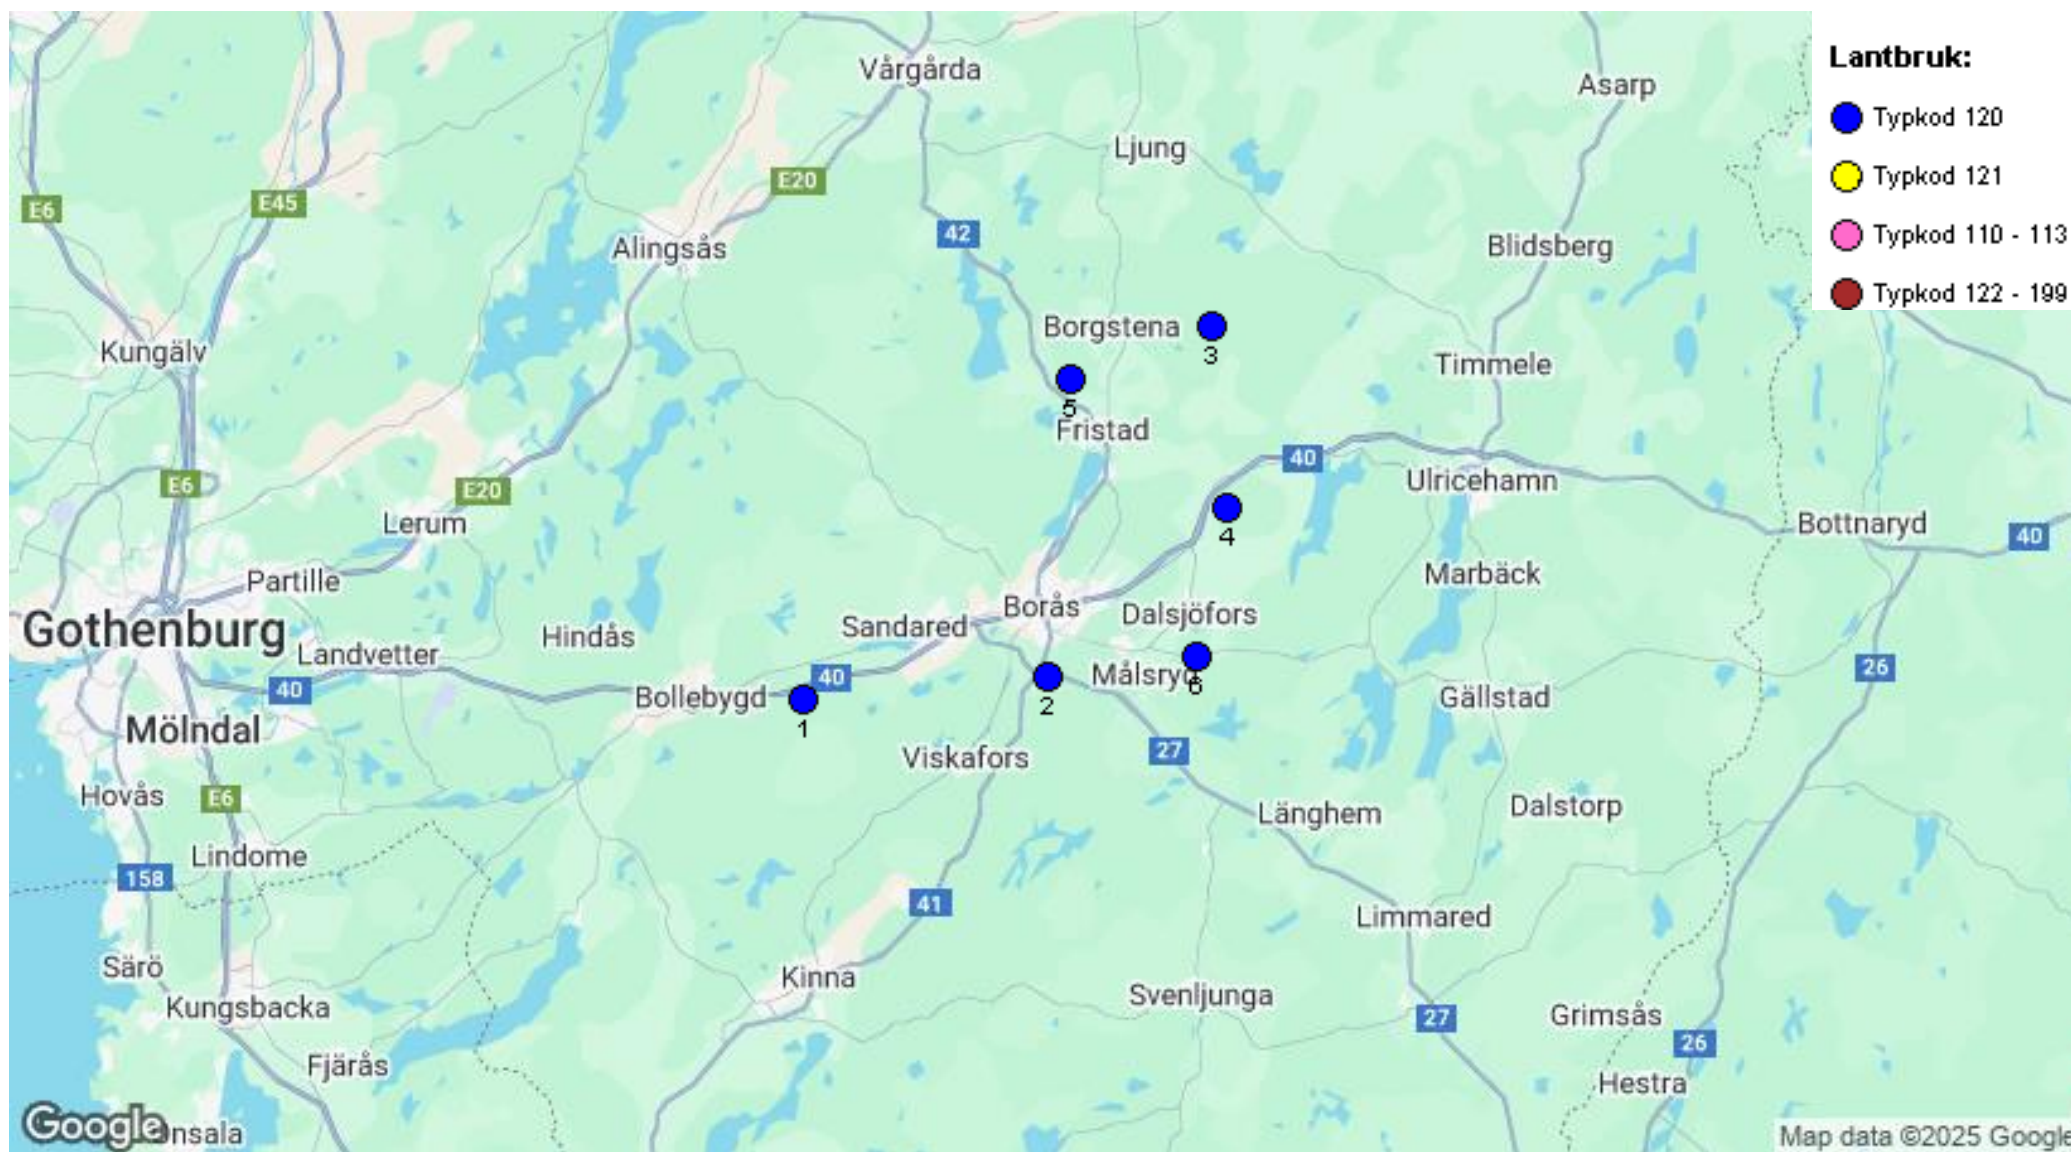 Lantbruk:
Typkod 120
Typkod 121
Typkod 110 - 113
Typkod 122 - 199
Vårgårda
Asarp
Ljung
E20
E6
E45
42
Alingsås
Blidsberg
Borgstena
3
Kungälv
Timmele
5
Fristad
40
E6
E20
Ulricehamn
Lerum
4
Bottnaryd
40
Partille
Marbäck
Borås
Dalsjöfors
Gothenburg
Hindås
Sandared
Landvetter
40
40
Målsryd
6
26
Bollebygd
1
2
Gällstad
Mölndal
Viskafors
27
Hovås
E6
Länghem
Dalstorp
Lindome
158
41
Limmared
Särö
Kinna
Kungsbacka
Svenljunga
27
Grimsås
26
Fjärås
Hestra
Google
Onsala
Map data ©2025 Google